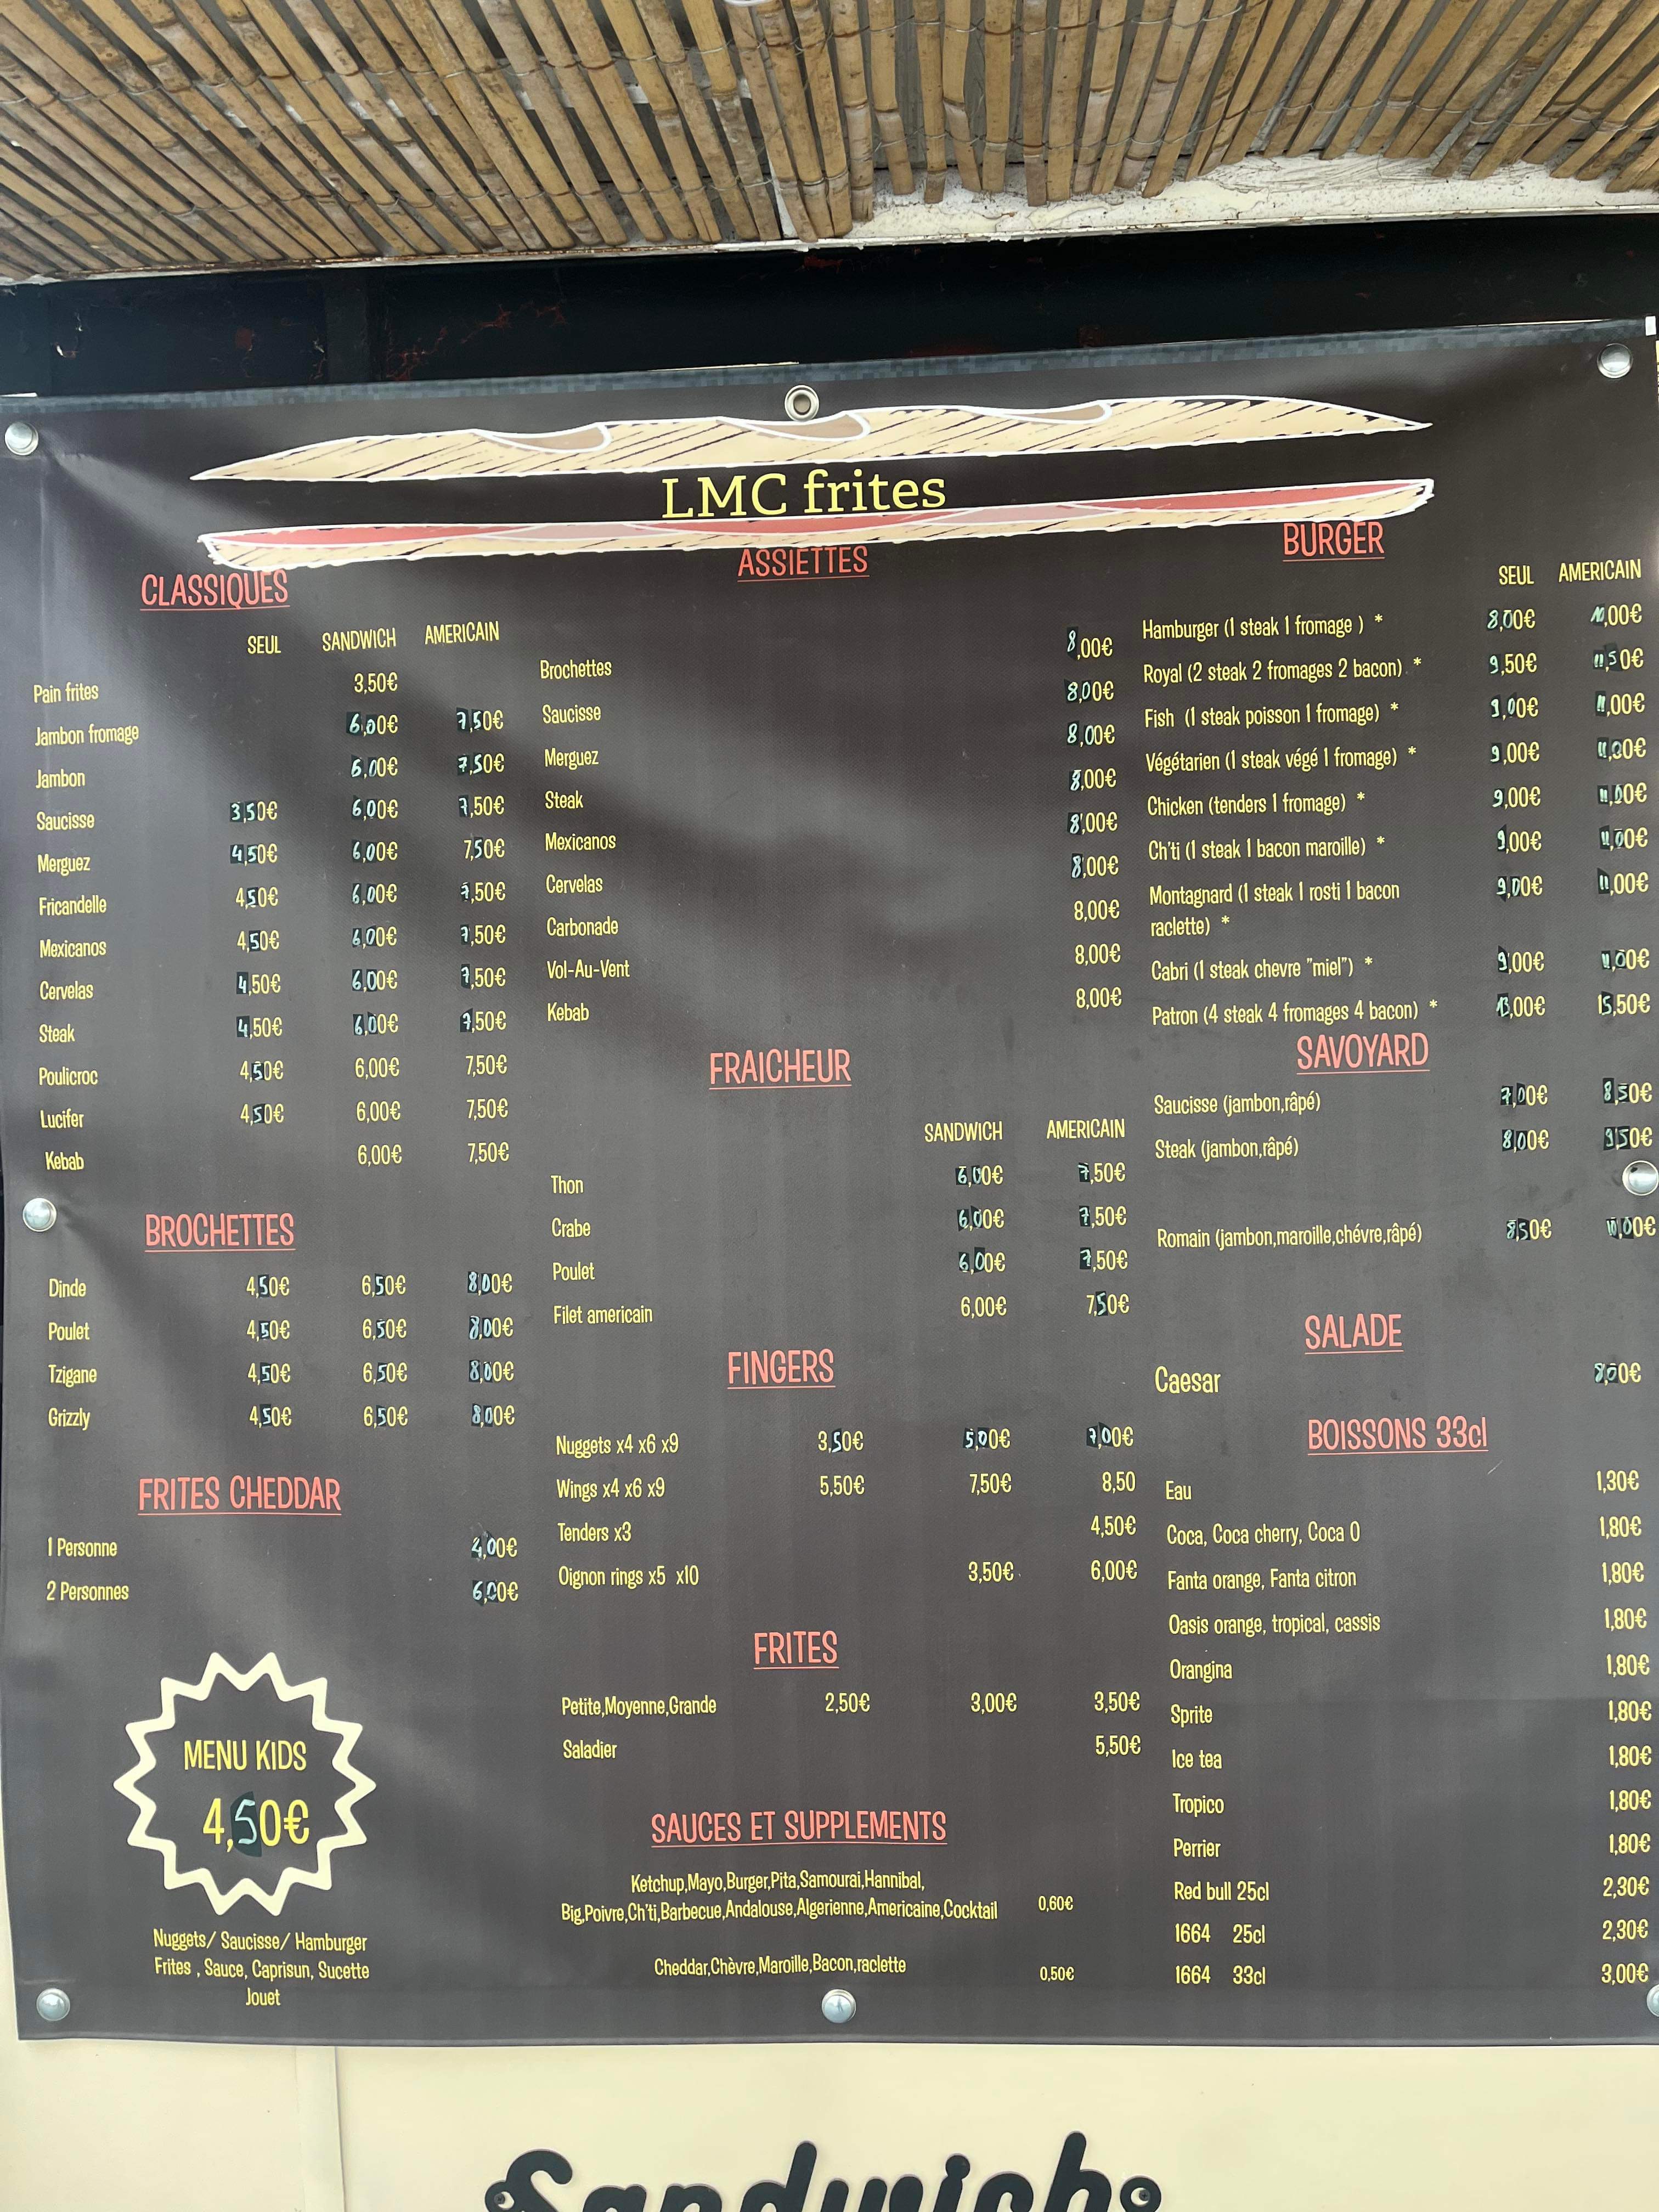 LMC frites
CLASSIQUES
SEUL SANDWICH AMERICAIN
Pain frites 3,50€
Jambon fromage 6,00€ 7,50€
Jambon 6,00€ 7,50€
Saucisse 3,50€ 6,00€ 7,50€
Merguez 4,50€ 6,00€ 7,50€
Fricandelle 4,50€ 6,00€ 7,50€
Mexicanos 4,50€ 6,00€ 7,50€
Cervelas 4,50€ 6,00€ 7,50€
Steak 4,50€ 6,00€ 7,50€
Poulicroc 4,50€ 6,00€ 7,50€
Lucifer 4,50€ 6,00€ 7,50€
Kebab 6,00€ 7,50€
BROCHETTES
Dinde 4,50€ 6,50€ 8,00€
Poulet 4,50€ 6,50€ 8,00€
Tzigane 4,50€ 6,50€ 8,00€
Grizzly 4,50€ 6,50€ 8,00€
FRITES CHEDDAR
1 Personne 4,00€
2 Personnes 6,00€
MENU KIDS
4,50€
Nuggets/ Saucisse/ Hamburger
Frites , Sauce, Caprisun, Sucette
Jouet
ASSIETTES
Brochettes 8,00€
Saucisse 8,00€
Merguez 8,00€
Steak 8,00€
Mexicanos 8,00€
Cervelas 8,00€
Carbonade 8,00€
Vol-Au-Vent 8,00€
Kebab 8,00€
FRAICHEUR
SANDWICH AMERICAIN
Thon 6,00€ 7,50€
Crabe 6,00€ 7,50€
Poulet 6,00€ 7,50€
Filet americain 6,00€ 7,50€
FINGERS
Nuggets x4 x6 x9 3,50€ 5,00€ 7,00€
Wings x4 x6 x9 5,50€ 7,50€ 8,50
Tenders x3 4,50€
Oignon rings x5 x10 3,50€ 6,00€
FRITES
Petite,Moyenne,Grande 2,50€ 3,00€ 3,50€
Saladier 5,50€
SAUCES ET SUPPLEMENTS
Ketchup,Mayo,Burger,Pita,Samourai,Hannibal,
Big,Poivre,Ch'ti,Barbecue,Andalouse,Algerienne,Americaine,Cocktail 0,60€
Cheddar,Chèvre,Maroille,Bacon,raclette 0,50€
BURGER
SEUL AMERICAIN
Hamburger (1 steak 1 fromage ) * 8,00€ 10,00€
Royal (2 steak 2 fromages 2 bacon) * 9,50€ 11,50€
Fish (1 steak poisson 1 fromage) * 9,00€ 11,00€
Végétarien (1 steak végé 1 fromage) * 9,00€ 11,00€
Chicken (tenders 1 fromage) * 9,00€ 11,00€
Ch'ti (1 steak 1 bacon maroille) * 9,00€ 11,00€
Montagnard (1 steak 1 rosti 1 bacon 9,00€ 11,00€
raclette) *
Cabri (1 steak chevre "miel") * 9,00€ 11,00€
Patron (4 steak 4 fromages 4 bacon) * 13,00€ 15,50€
SAVOYARD
Saucisse (jambon,râpé) 7,00€ 8,50€
Steak (jambon,râpé) 8,00€ 9,50€
Romain (jambon,maroille,chévre,râpé) 8,50€ 10,00€
SALADE
Caesar 8,00€
BOISSONS 33cl
Eau 1,30€
Coca, Coca cherry, Coca 0 1,80€
Fanta orange, Fanta citron 1,80€
Oasis orange, tropical, cassis 1,80€
Orangina 1,80€
Sprite 1,80€
Ice tea 1,80€
Tropico 1,80€
Perrier 1,80€
Red bull 25cl 2,30€
1664 25cl 2,30€
1664 33cl 3,00€
Sandwich